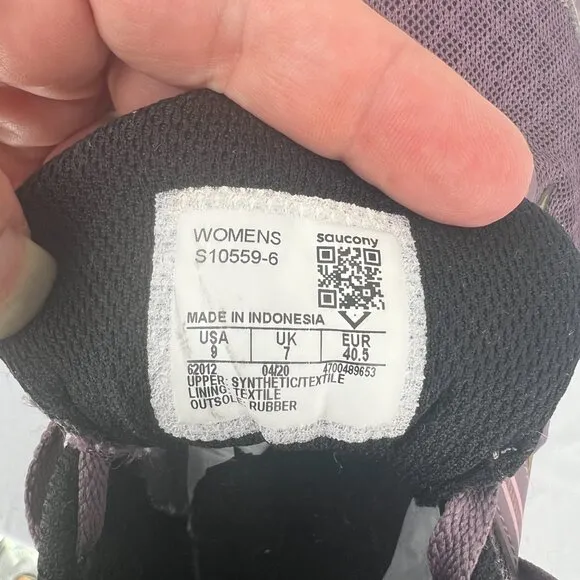 WOMENS
S10559-6
saucony
MADE IN INDONESIA
USA UK EUR
9 7 40.5
62012 04/20 4700489653
UPPER: SYNTHETIC/TEXTILE
LINING: TEXTILE
OUTSOLE: RUBBER